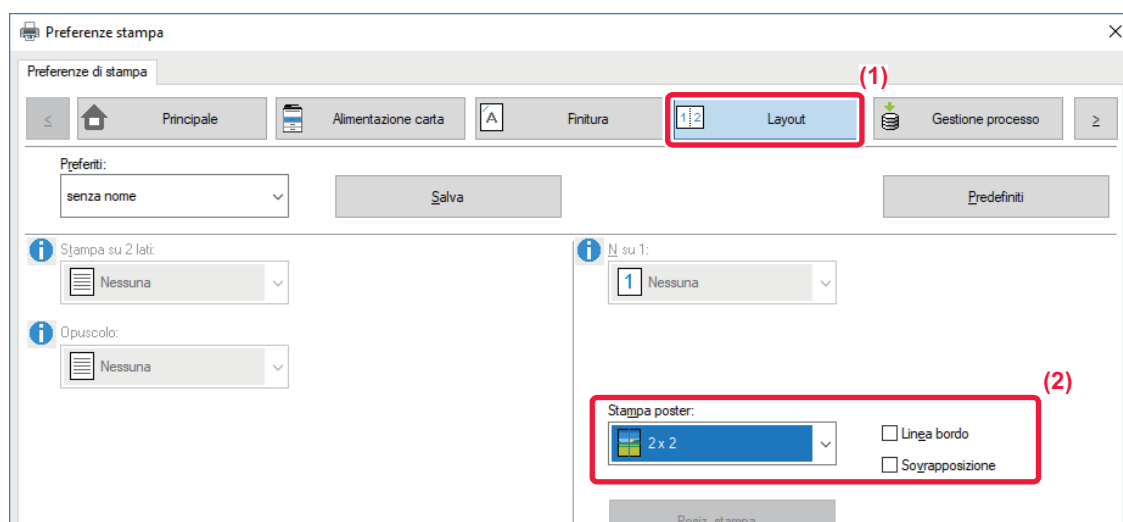 Preferenze stampa
Preferenze di stampa
(1)
≤ Principale Alimentazione carta A Finitura 1 2 Layout Gestione processo ≥
Preferiti:
senza nome Salva Predefiniti
Stampa su 2 lati: N su 1:
Nessuna 1 Nessuna
Opuscolo:
Nessuna
(2)
Stampa poster:
2 x 2 Linea bordo
Sovrapposizione
Posiz. stampa